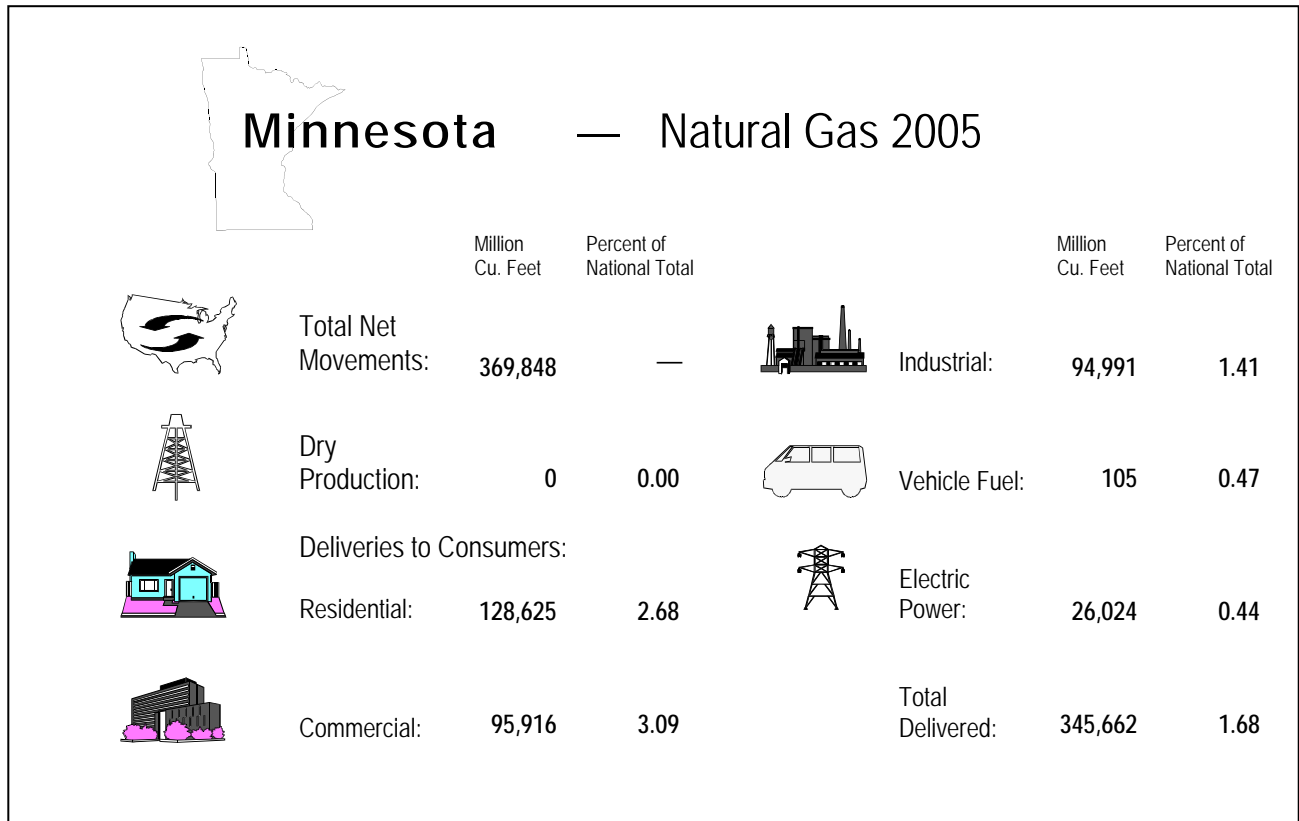 Minnesota — Natural Gas 2005
Million Percent of
Cu. Feet National Total
Total Net
Movements: 369,848 —
Dry
Production: 0 0.00
Deliveries to Consumers:
Residential: 128,625 2.68
Commercial: 95,916 3.09
Million Percent of
Cu. Feet National Total
Industrial: 94,991 1.41
Vehicle Fuel: 105 0.47
Electric
Power: 26,024 0.44
Total
Delivered: 345,662 1.68